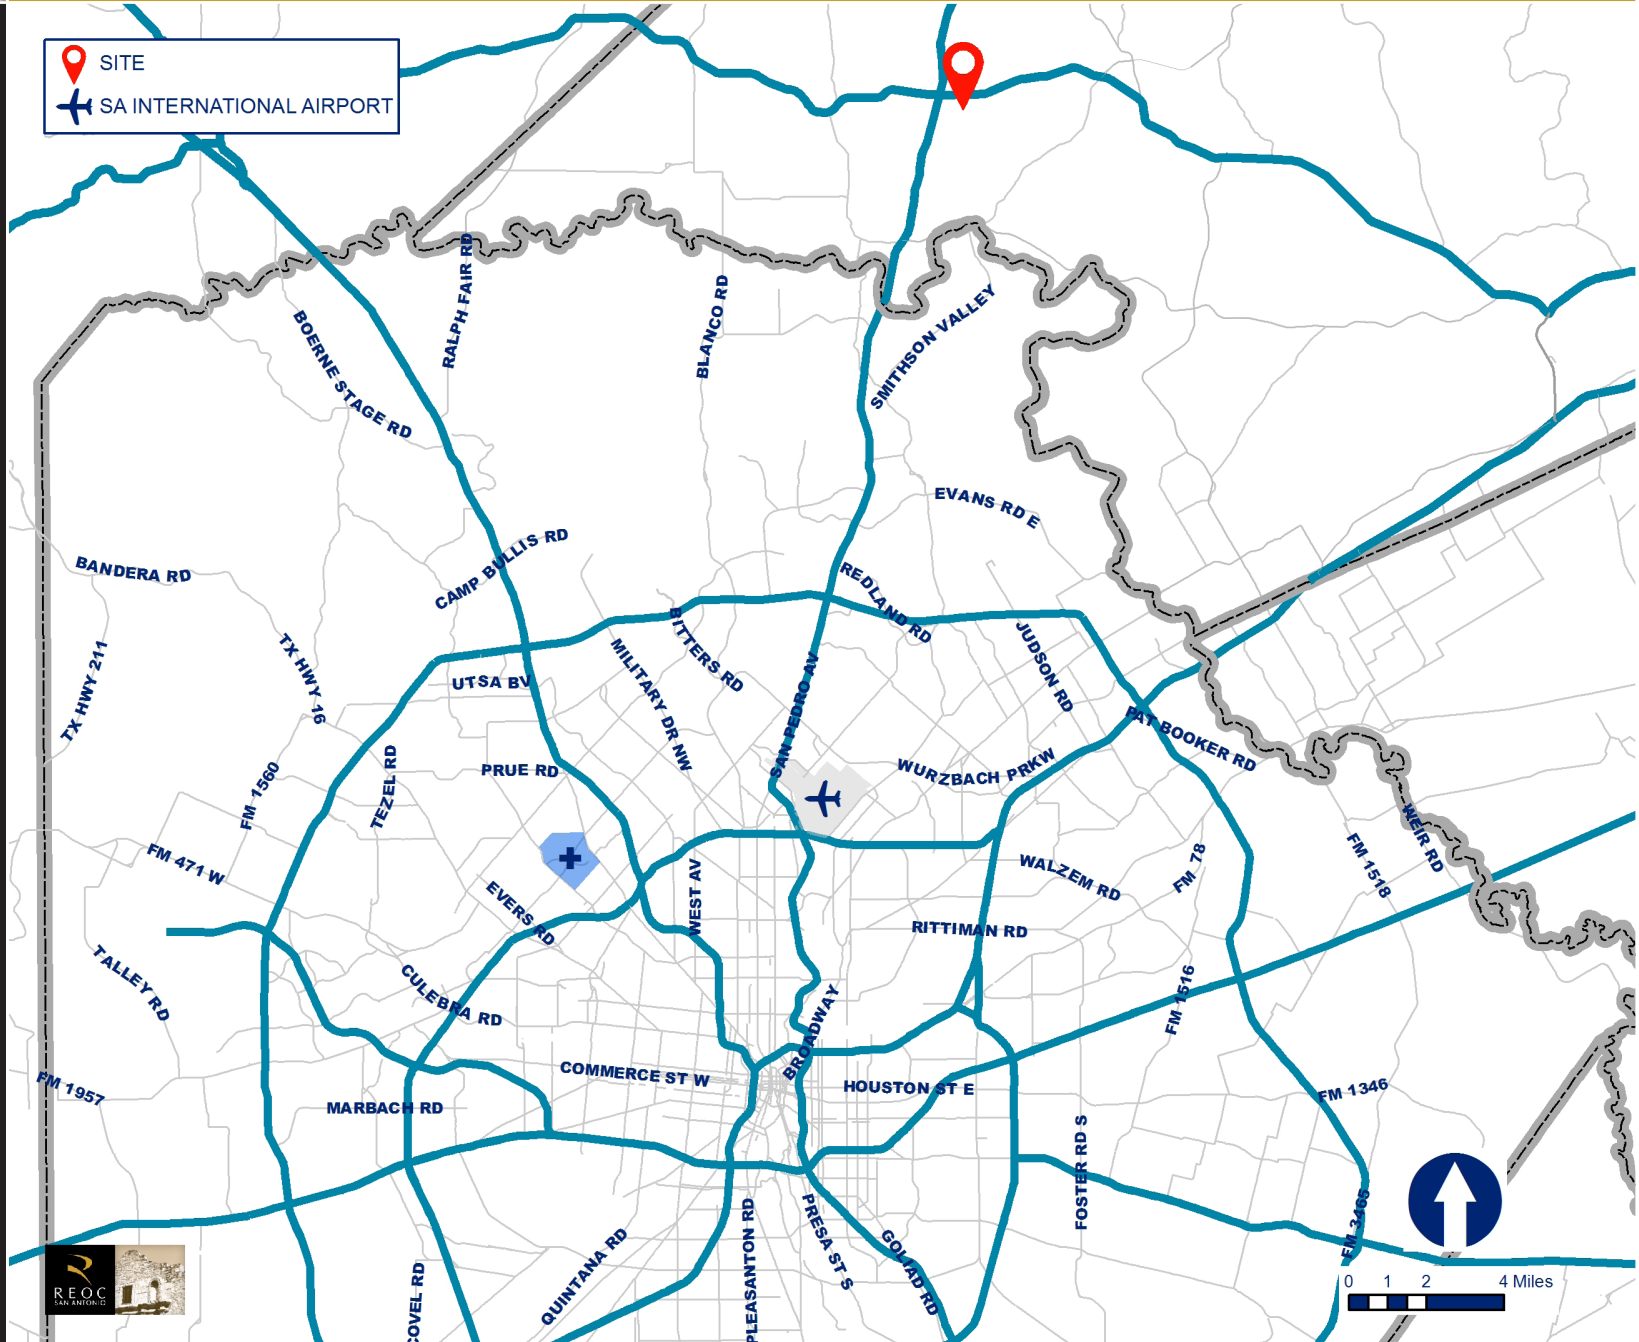 SITE
SA INTERNATIONAL AIRPORT
RALPH FAIR RD
BLANCO RD
SMITHSON VALLEY
BOERNE STAGE RD
EVANS RD E
CAMP BULLIS RD
BANDERA RD
REDLAND RD
BITTERS RD
JUDSON RD
TX HWY 211
TX HWY 16
MILITARY DR NW
UTSA BV
SAN PEDRO AV
PAT BOOKER RD
PRUE RD
WURZBACH PRKW
TEZEL RD
FM 1560
FM 471 W
WEIR RD
FM 1518
FM 78
WALZEM RD
WEST AV
EVERS RD
RITTIMAN RD
TALLEY RD
CULEBRA RD
FM 1516
BROADWAY
COMMERCE ST W
HOUSTON ST E
FM 1957
MARBACH RD
FM 1346
FOSTER RD S
FM 3465
PRESA ST S
PLEASANTON RD
GOLIAD RD
QUINTANA RD
COVEL RD
REOC
SAN ANTONIO
0 1 2 4 Miles